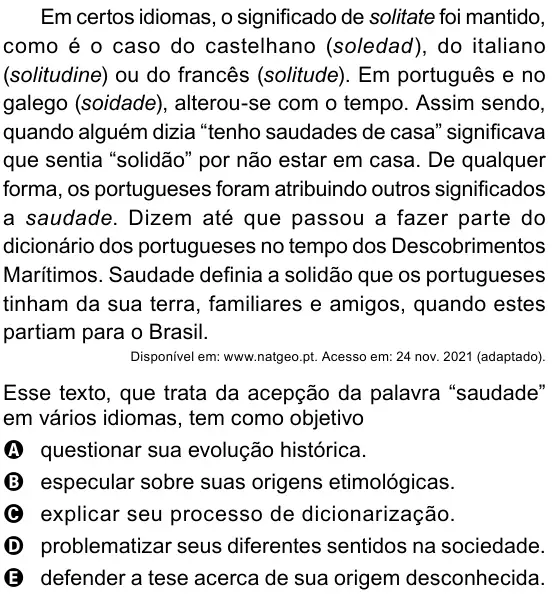 Em certos idiomas, o significado de solitate foi mantido,
como é o caso do castelhano (soledad), do italiano
(solitudine) ou do francês (solitude). Em português e no
galego (soidade), alterou-se com o tempo. Assim sendo,
quando alguém dizia “tenho saudades de casa” significava
que sentia “solidão” por não estar em casa. De qualquer
forma, os portugueses foram atribuindo outros significados
a saudade. Dizem até que passou a fazer parte do
dicionário dos portugueses no tempo dos Descobrimentos
Marítimos. Saudade definia a solidão que os portugueses
tinham da sua terra, familiares e amigos, quando estes
partiam para o Brasil.
Disponível em: www.natgeo.pt. Acesso em: 24 nov. 2021 (adaptado).
Esse texto, que trata da acepção da palavra “saudade”
em vários idiomas, tem como objetivo
A questionar sua evolução histórica.
B especular sobre suas origens etimológicas.
C explicar seu processo de dicionarização.
D problematizar seus diferentes sentidos na sociedade.
E defender a tese acerca de sua origem desconhecida.